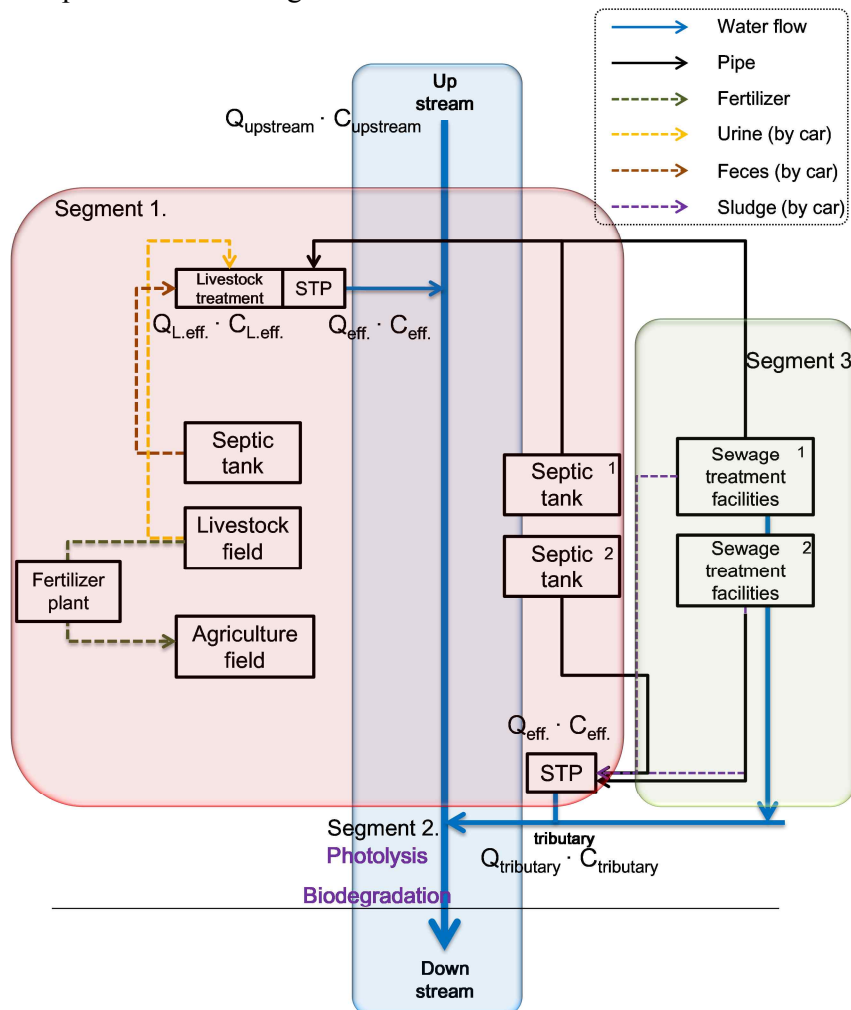 Water flow
Pipe
Fertilizer
Urine (by car)
Feces (by car)
Sludge (by car)
Up
stream
Qupstream · Cupstream
Segment 1.
Livestock
treatment
STP
QL.eff. · CL.eff.
Qeff. · Ceff.
Segment 3
Septic
tank
Septic 1
tank
Sewage 1
treatment
facilities
Livestock
field
Septic 2
tank
Sewage 2
treatment
facilities
Fertilizer
plant
Agriculture
field
Qeff. · Ceff.
STP
Segment 2.
tributary
Photolysis
Qtributary · Ctributary
Biodegradation
Down
stream